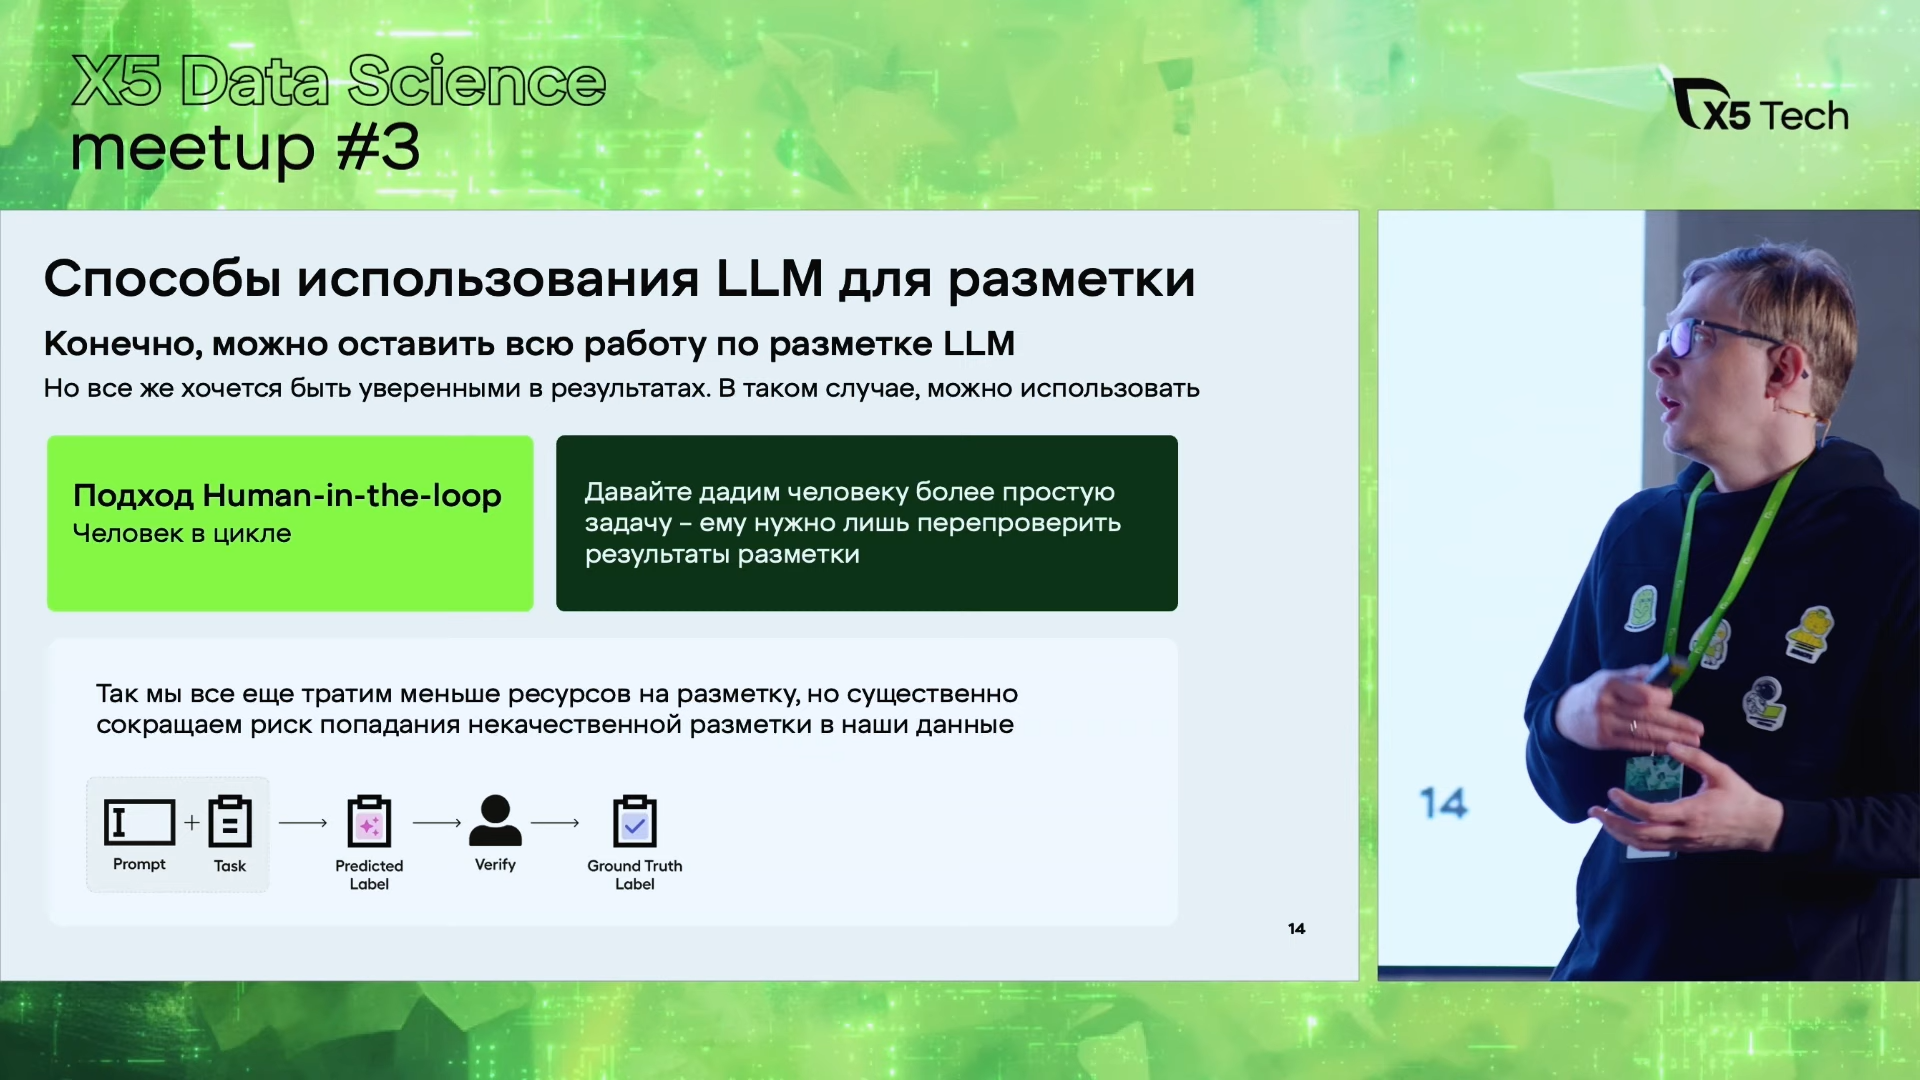 X5 Data Science
meetup #3
X5 Tech
Способы использования LLM для разметки
Конечно, можно оставить всю работу по разметке LLM
Но все же хочется быть уверенными в результатах. В таком случае, можно использовать
Подход Human-in-the-loop
Человек в цикле
Давайте дадим человеку более простую
задачу – ему нужно лишь перепроверить
результаты разметки
Так мы все еще тратим меньше ресурсов на разметку, но существенно
сокращаем риск попадания некачественной разметки в наши данные
+
Prompt
Task
Predicted
Label
Verify
Ground Truth
Label
14
14